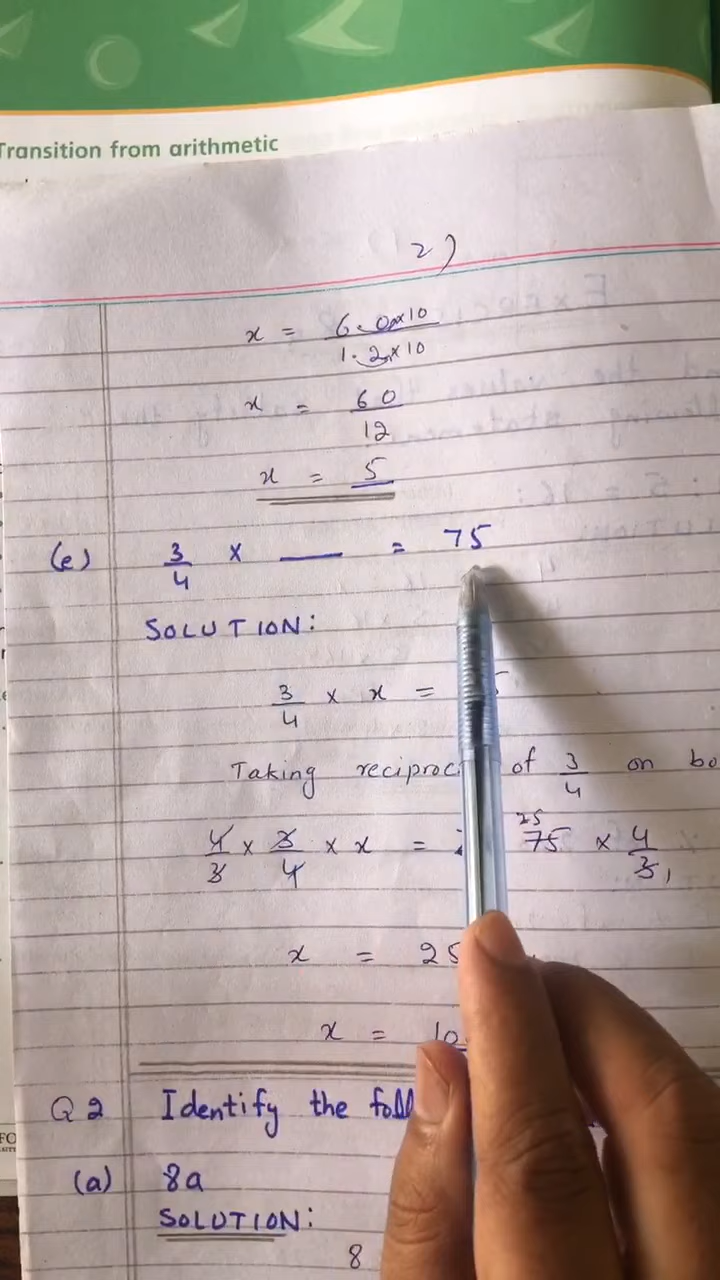 Transition from arithmetic
2)
x = 6.0 x 10 / 1.2 x 10
x = 60 / 12
x = 5
(e) 3/4 x ___ = 75
SOLUTION:
3/4 x x =
Taking of 3/4 on
4/3 x 3/4 x x = 75 x 4/3
25
1
x = 25
x =
Q2 Identify the
(a) 8a
SOLUTION:
8